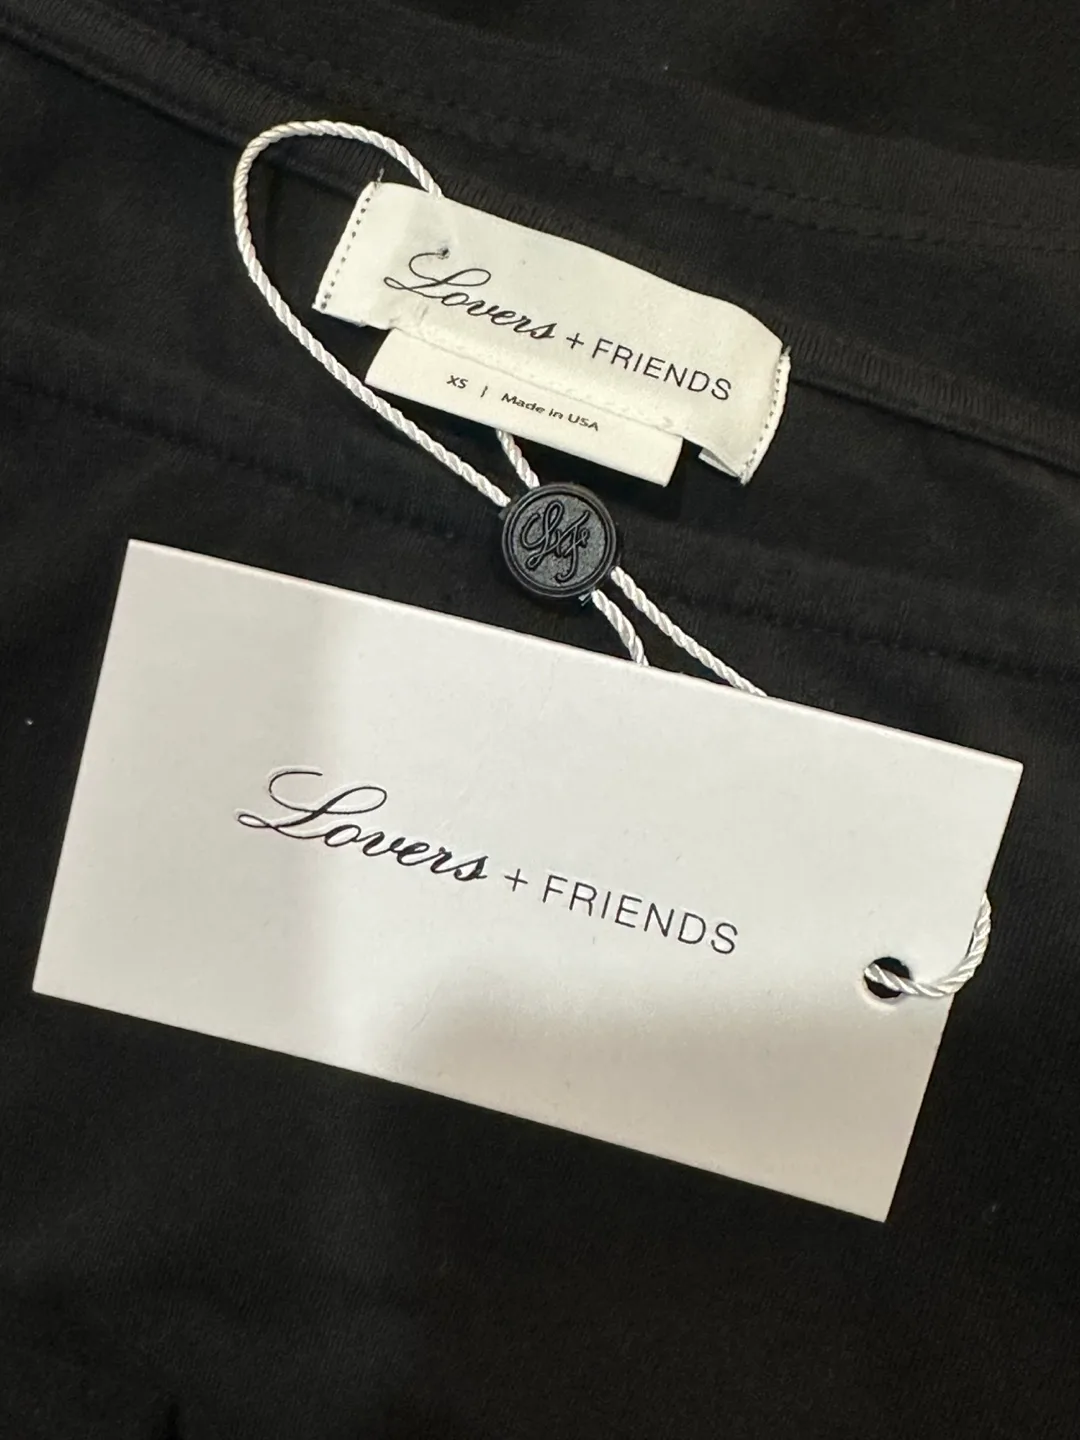 Lovers + FRIENDS
XS | Made in USA
L+F
Lovers + FRIENDS